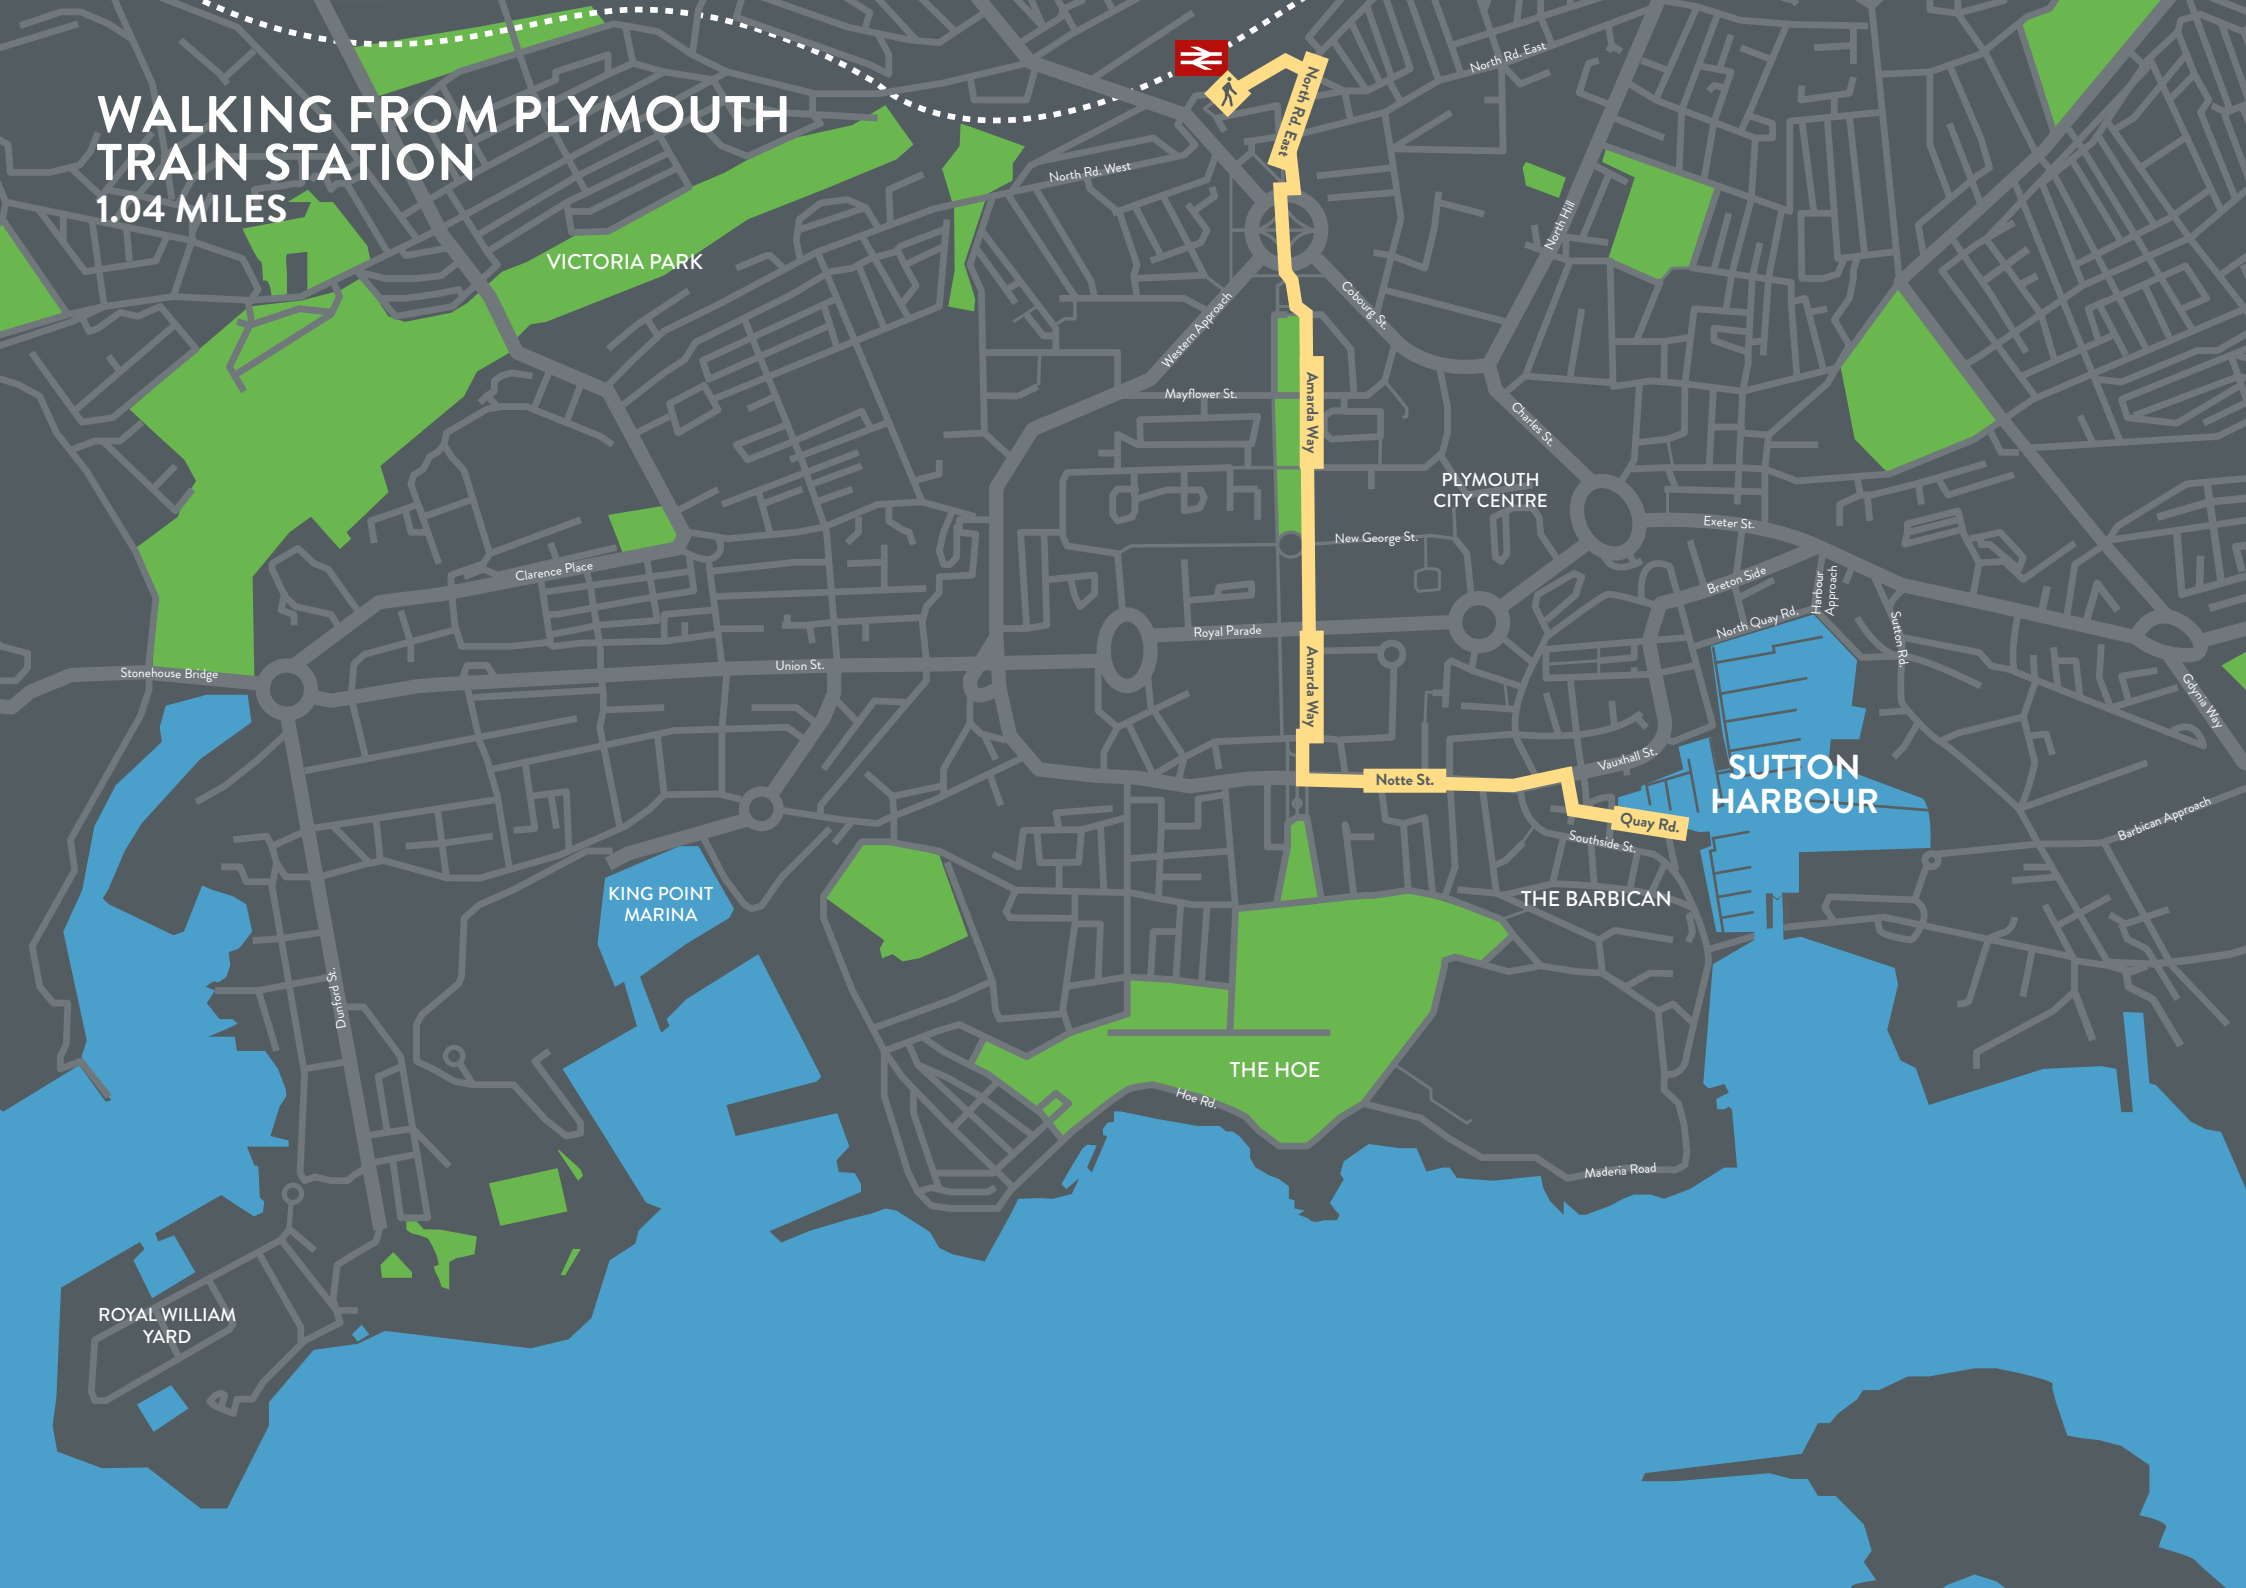 WALKING FROM PLYMOUTH
TRAIN STATION
1.04 MILES
North Rd. East
North Rd. East
North Rd. West
VICTORIA PARK
North Hill
Western Approach
Cobourg St.
Mayflower St.
Amarda Way
Charles St.
PLYMOUTH
CITY CENTRE
Exeter St.
New George St.
Clarence Place
Breton Side
Harbour
Approach
North Quay Rd.
Sutton Rd.
Royal Parade
Union St.
Stonehouse Bridge
Amarda Way
Gdynia Way
Vauxhall St.
SUTTON
HARBOUR
Notte St.
Quay Rd.
Southside St.
Barbican Approach
KING POINT
MARINA
THE BARBICAN
Durnford St.
THE HOE
Hoe Rd.
Maderia Road
ROYAL WILLIAM
YARD